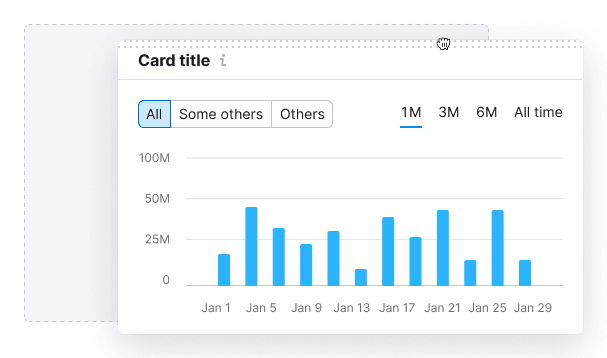 Card title i
All Some others Others 1M 3M 6M All time
100M
50M
25M
0
Jan 1 Jan 5 Jan 9 Jan 13 Jan 17 Jan 21 Jan 25 Jan 29